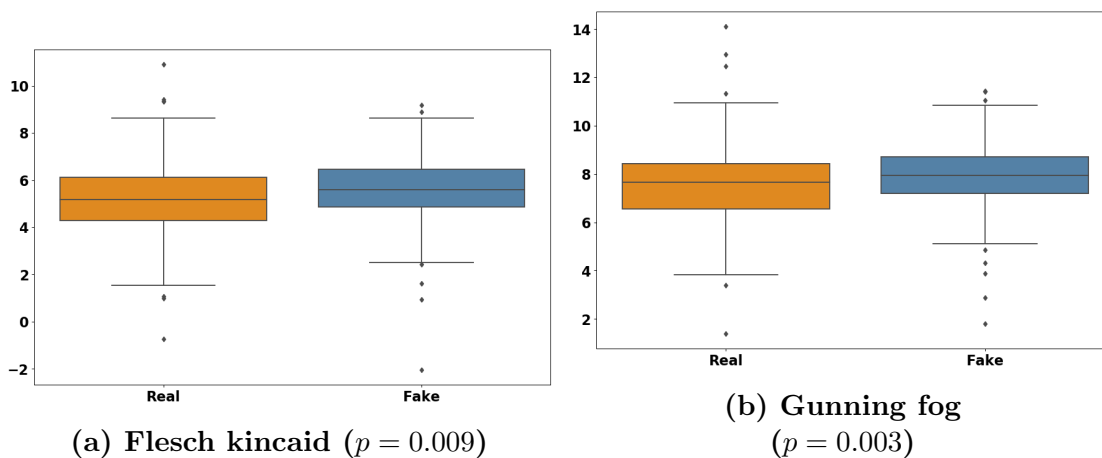 10
8
6
4
2
0
−2
Real
Fake
(a) Flesch kincaid (p = 0.009)
14
12
10
8
6
4
2
Real
Fake
(b) Gunning fog
(p = 0.003)